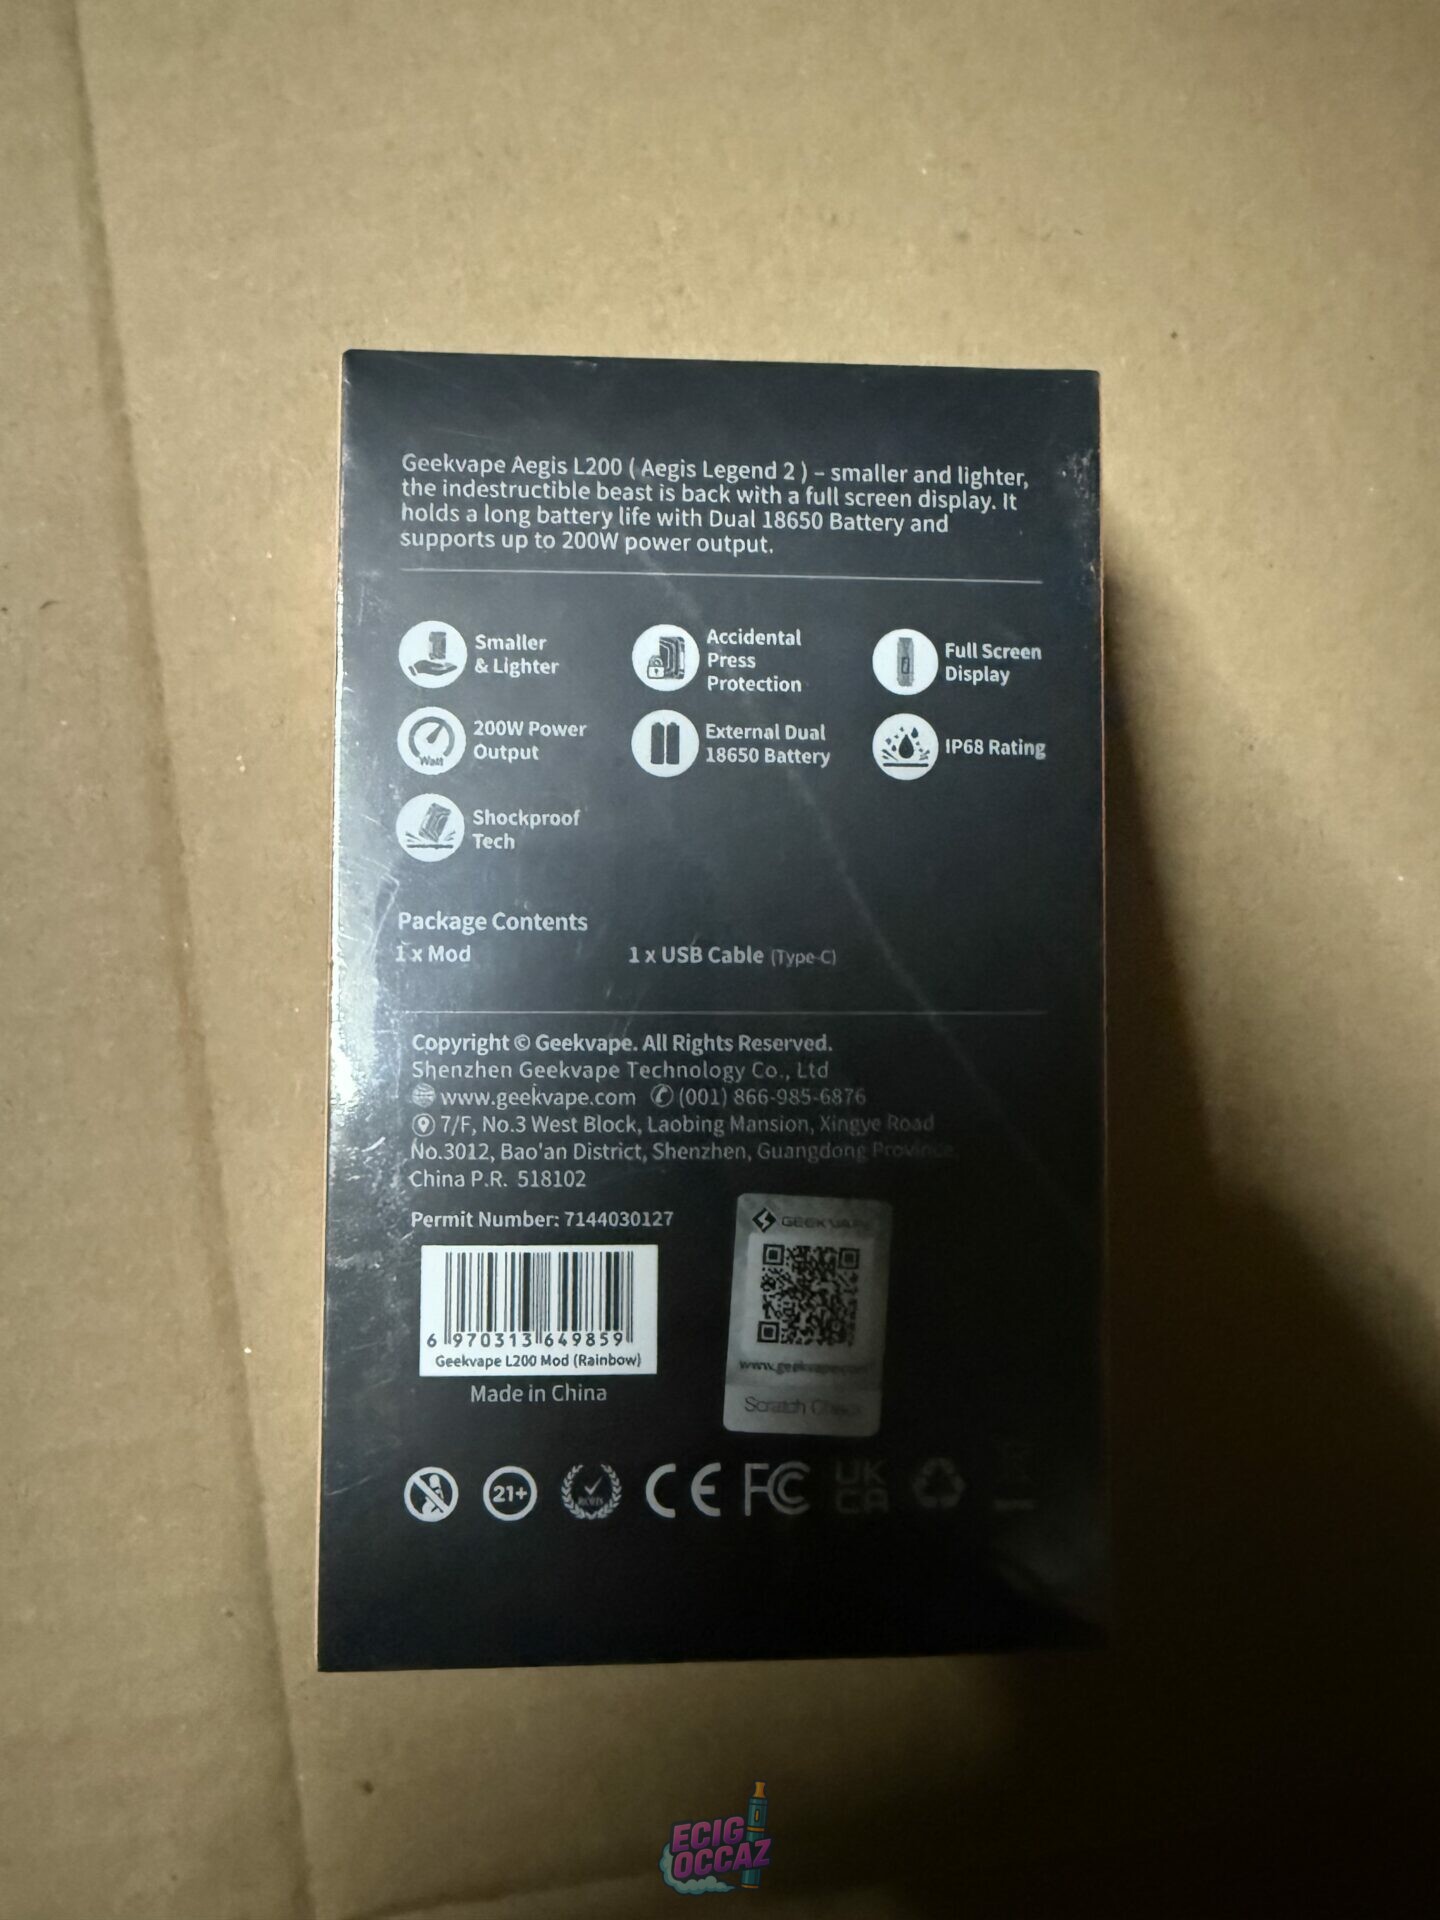 Geekvape Aegis L200 ( Aegis Legend 2 ) – smaller and lighter,
the indestructible beast is back with a full screen display. It
holds a long battery life with Dual 18650 Battery and
supports up to 200W power output.
Smaller
& Lighter
Accidental
Press
Protection
Full Screen
Display
Watt
200W Power
Output
External Dual
18650 Battery
IP68 Rating
Shockproof
Tech
Package Contents
1 x Mod
1 x USB Cable (Type-C)
Copyright © Geekvape. All Rights Reserved.
Shenzhen Geekvape Technology Co., Ltd
www.geekvape.com (001) 866-985-6876
7/F, No.3 West Block, Laobing Mansion, Xingye Road
No.3012, Bao'an District, Shenzhen, Guangdong Province,
China P.R. 518102
Permit Number: 7144030127
6 970313 649859
Geekvape L200 Mod (Rainbow)
Made in China
GEEKVAPE
www.geekvape.com
Scratch Check
21+
RoHS
CE FC
UK
CA
ECIG
OCCAZ